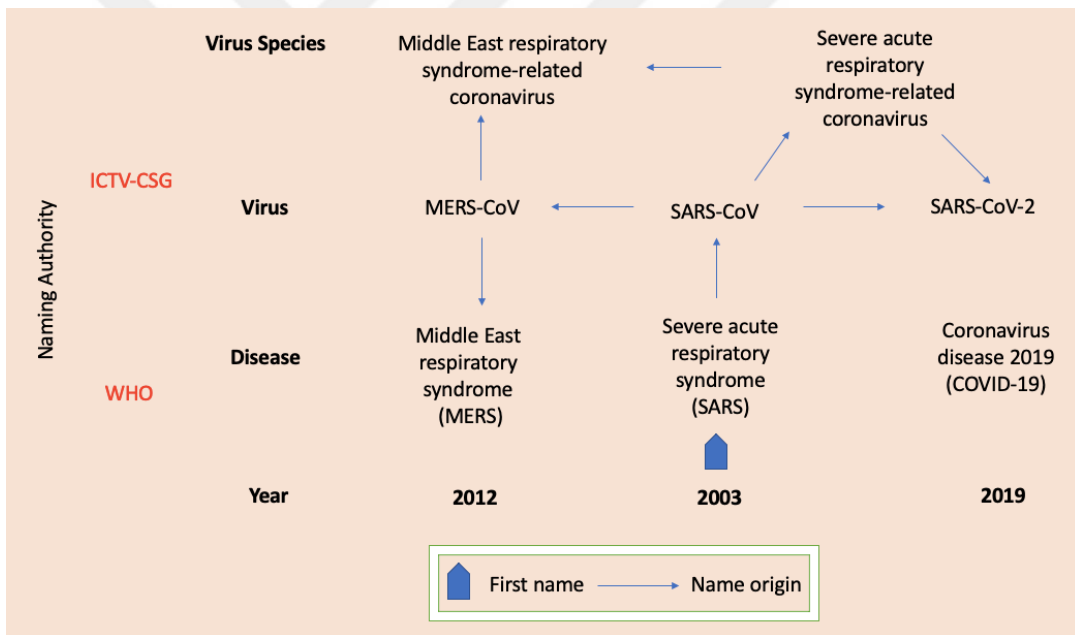 Virus Species
Middle East respiratory
syndrome-related
coronavirus
Severe acute
respiratory
syndrome-related
coronavirus
Naming Authority
ICTV-CSG
Virus
MERS-CoV
SARS-CoV
SARS-CoV-2
WHO
Disease
Middle East
respiratory
syndrome
(MERS)
Severe acute
respiratory
syndrome
(SARS)
Coronavirus
disease 2019
(COVID-19)
Year
2012
2003
2019
First name
Name origin